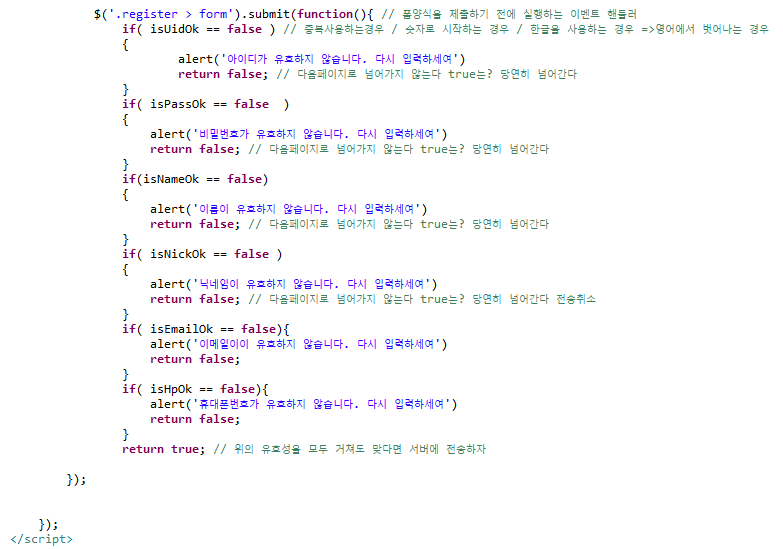 $('.register > form').submit(function(){ // 폼양식을 제출하기 전에 실행하는 이벤트 핸들러
if( isUidOk == false ) // 중복사용하는경우 / 숫자로 시작하는 경우 / 한글을 사용하는 경우 =>영어에서 벗어나는 경우
{
alert('아이디가 유효하지 않습니다. 다시 입력하세여')
return false; // 다음페이지로 넘어가지 않는다 true는? 당연히 넘어간다
}
if( isPassOk == false  )
{
alert('비밀번호가 유효하지 않습니다. 다시 입력하세여')
return false; // 다음페이지로 넘어가지 않는다 true는? 당연히 넘어간다
}
if(isNameOk == false)
{
alert('이름이 유효하지 않습니다. 다시 입력하세여')
return false; // 다음페이지로 넘어가지 않는다 true는? 당연히 넘어간다
}
if( isNickOk == false )
{
alert('닉네임이 유효하지 않습니다. 다시 입력하세여')
return false; // 다음페이지로 넘어가지 않는다 true는? 당연히 넘어간다 전송취소
}
if( isEmailOk == false){
alert('이메일이이 유효하지 않습니다. 다시 입력하세여')
return false;
}
if( isHpOk == false){
alert('휴대폰번호가 유효하지 않습니다. 다시 입력하세여')
return false;
}
return true; // 위의 유효성을 모두 거쳐도 맞다면 서버에 전송하자
});
});
</script>